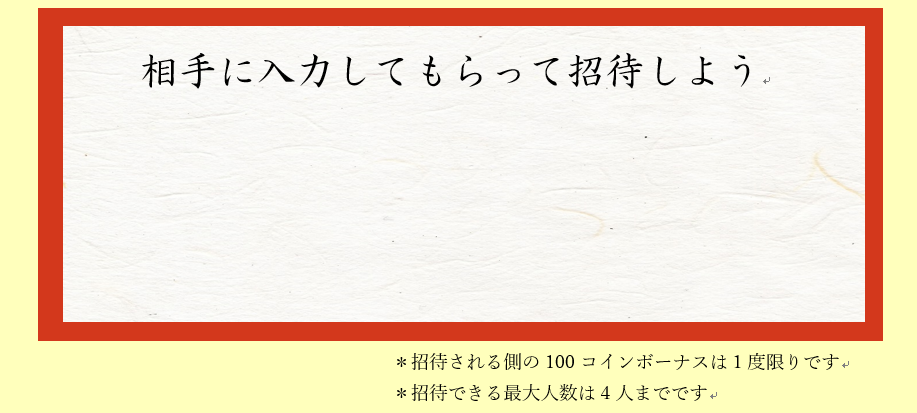 相手に入力してもらって招待しよう
＊招待される側の 100 コインボーナスは 1 度限りです
＊招待できる最大人数は 4 人までです